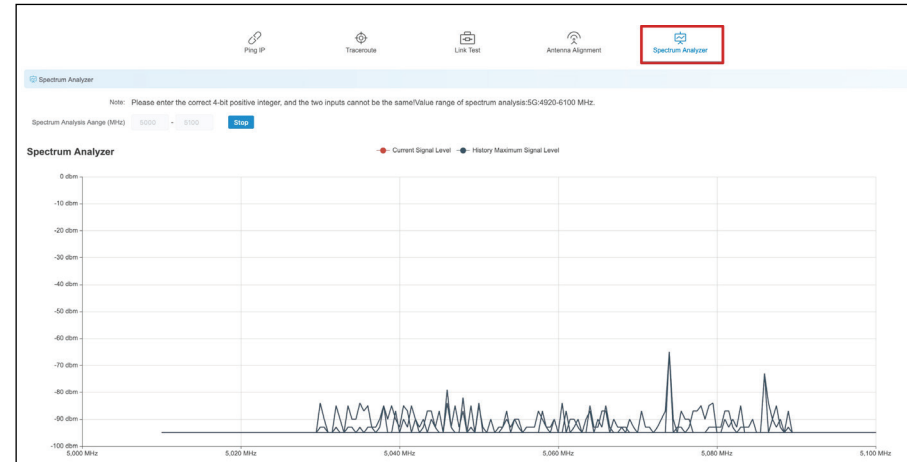 Ping IP
Traceroute
Link Test
Antenna Alignment
Spectrum Analyzer
Spectrum Analyzer
Note: Please enter the correct 4-bit positive integer, and the two inputs cannot be the same!Value range of spectrum analysis:5G:4920-6100 MHz.
Spectrum Analysis Aange (MHz) 5000 - 5100 Stop
Spectrum Analyzer
Current Signal Level History Maximum Signal Level
0 dbm
-10 dbm
-20 dbm
-30 dbm
-40 dbm
-50 dbm
-60 dbm
-70 dbm
-80 dbm
-90 dbm
-100 dbm
5,000 MHz 5,020 MHz 5,040 MHz 5,060 MHz 5,080 MHz 5,100 MHz